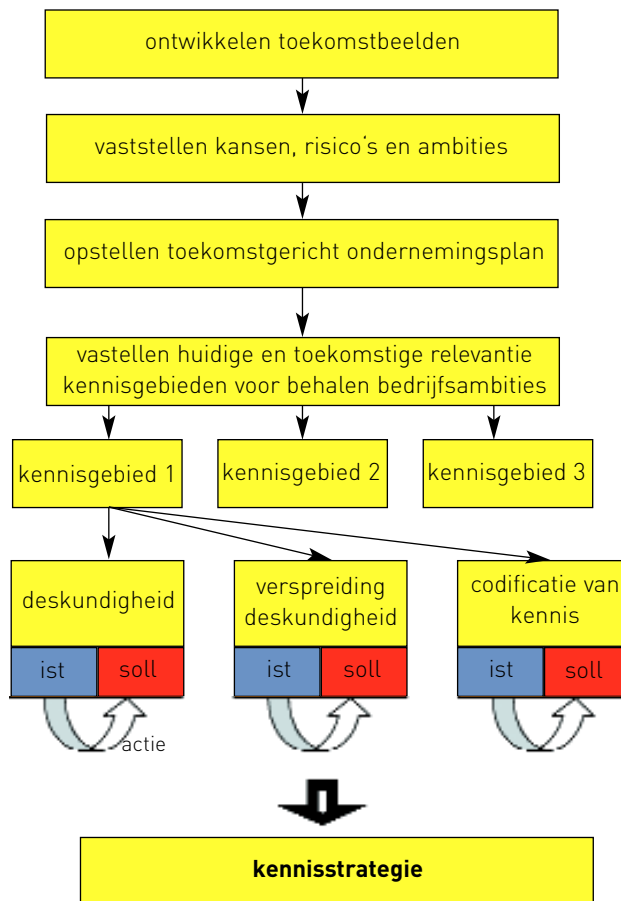 ontwikkelen toekomstbeelden
vaststellen kansen, risico's en ambities
opstellen toekomstgericht ondernemingsplan
vastellen huidige en toekomstige relevantie
kennisgebieden voor behalen bedrijfsambities
kennisgebied 1
kennisgebied 2
kennisgebied 3
deskundigheid
verspreiding
deskundigheid
codificatie van
kennis
ist
soll
ist
soll
ist
soll
actie
kennisstrategie